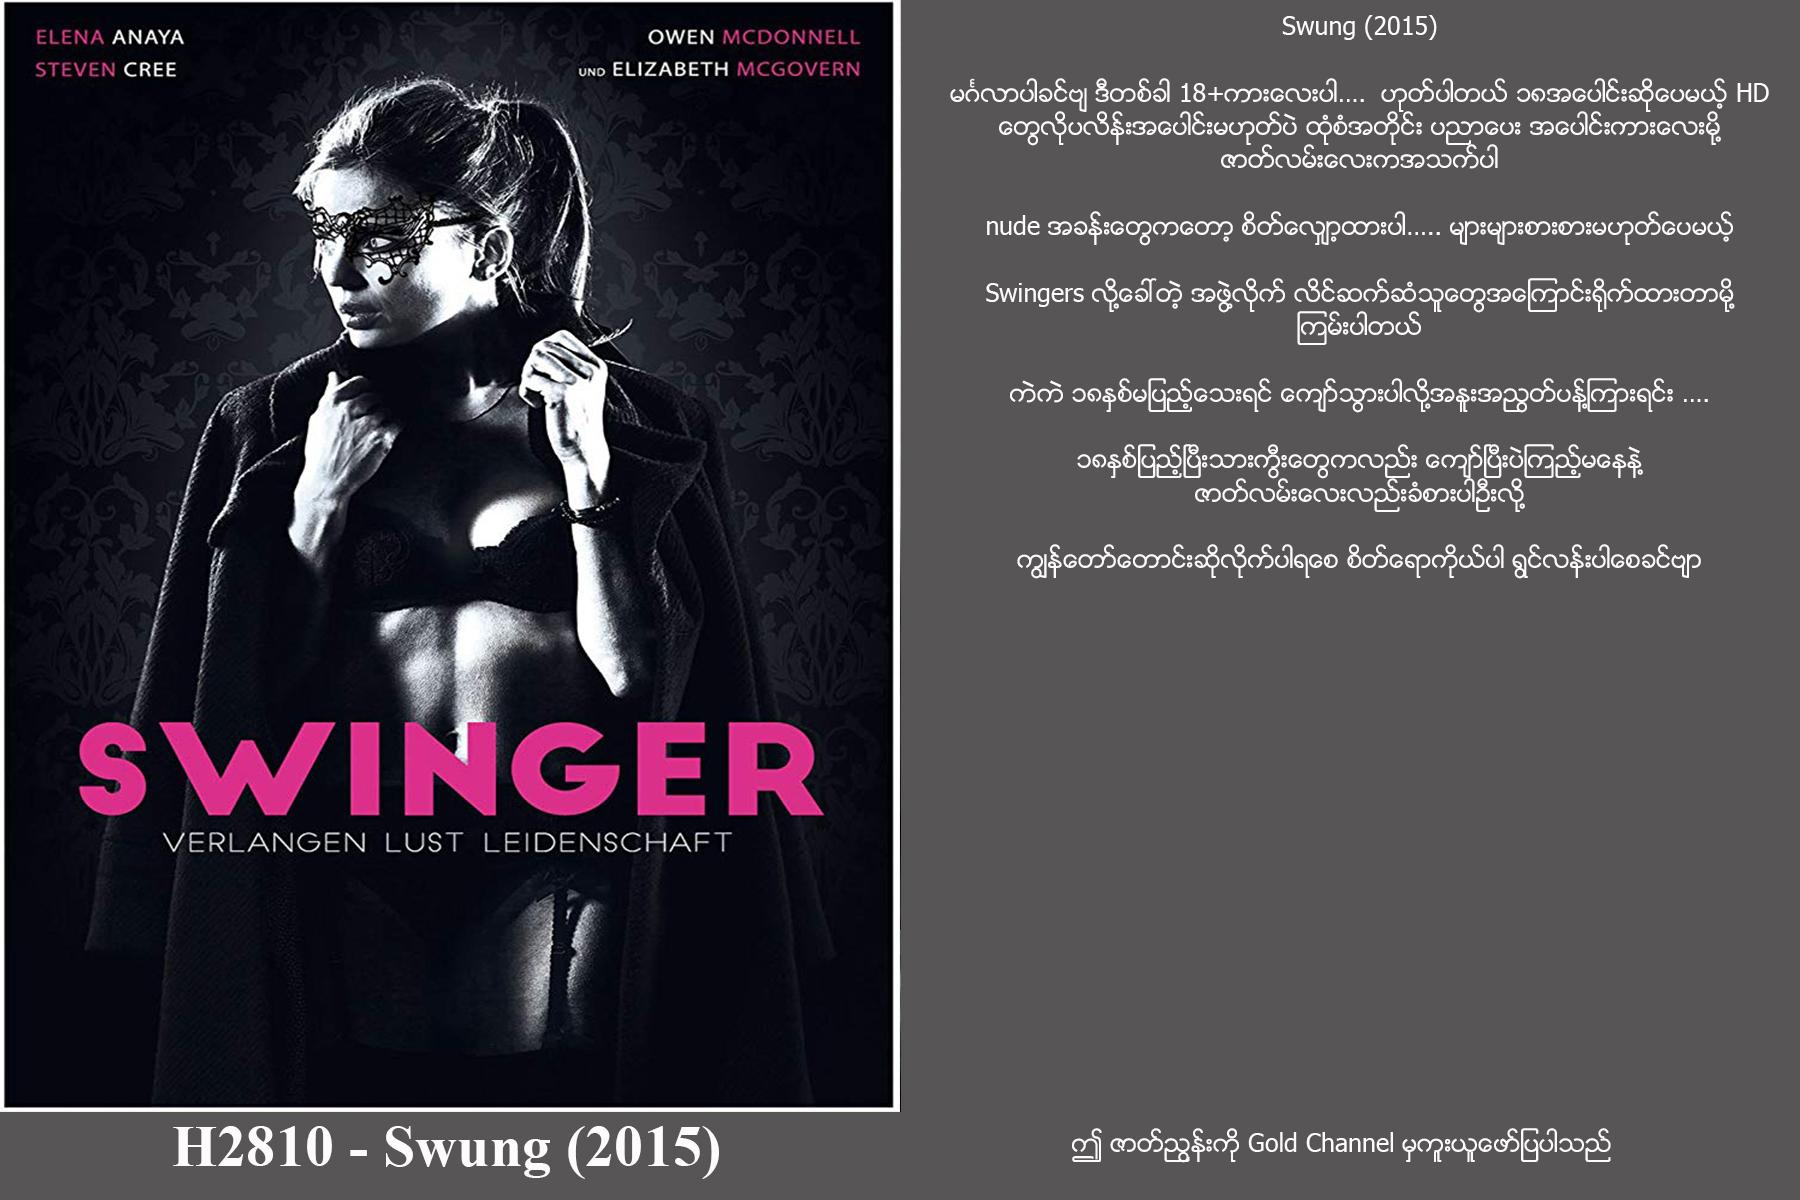 ELENA ANAYA
STEVEN CREE
OWEN MCDONNELL
UND ELIZABETH MCGOVERN
SWINGER
VERLANGEN LUST LEIDENSCHAFT
H2810 - Swung (2015)
Swung (2015)
မင်္ဂလာပါခင်ဗျ ဒီတစ်ခါ 18+ကားလေးပါ.... ဟုတ်ပါတယ် ၁၈အပေါင်းဆိုပေမယ့် HD
တွေလိုပလိန်းအပေါင်းမဟုတ်ပဲ ထုံစံအတိုင်း ပညာပေး အပေါင်းကားလေးမို့
ဇာတ်လမ်းလေးကအသက်ပါ
nude အခန်းတွေကတော့ စိတ်လျှော့ထားပါ..... များများစားစားမဟုတ်ပေမယ့်
Swingers လို့ခေါ်တဲ့ အဖွဲ့လိုက် လိင်ဆက်ဆံသူတွေအကြောင်းရိုက်ထားတာမို့
ကြမ်းပါတယ်
ကဲကဲ ၁၈နှစ်မပြည့်သေးရင် ကျော်သွားပါလို့အနူးအညွတ်ပန့်ကြားရင်း ....
၁၈နှစ်ပြည့်ပြီးသားကွီးတွေကလည်း ကျော်ပြီးပဲကြည့်မနေနဲ့
ဇာတ်လမ်းလေးလည်းခံစားပါဦးလို့
ကျွန်တော်တောင်းဆိုလိုက်ပါရစေ စိတ်ရောကိုယ်ပါ ရွှင်လန်းပါစေခင်ဗျာ
ဤ ဇာတ်ညွှန်းကို Gold Channel မှကူးယူဖော်ပြပါသည်